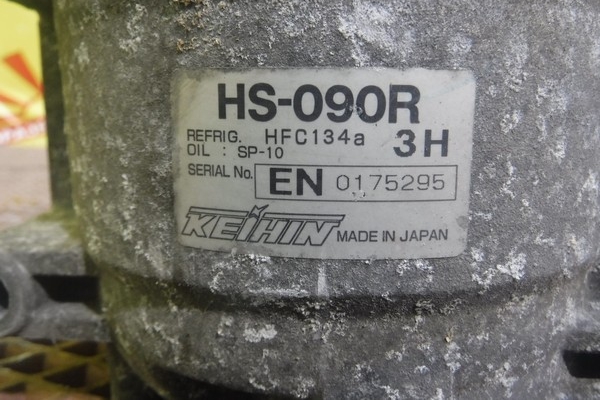 HS-090R
REFRIG. HFC134a
OIL : SP-10 3H
SERIAL No. EN 0175295
KEIHIN MADE IN JAPAN